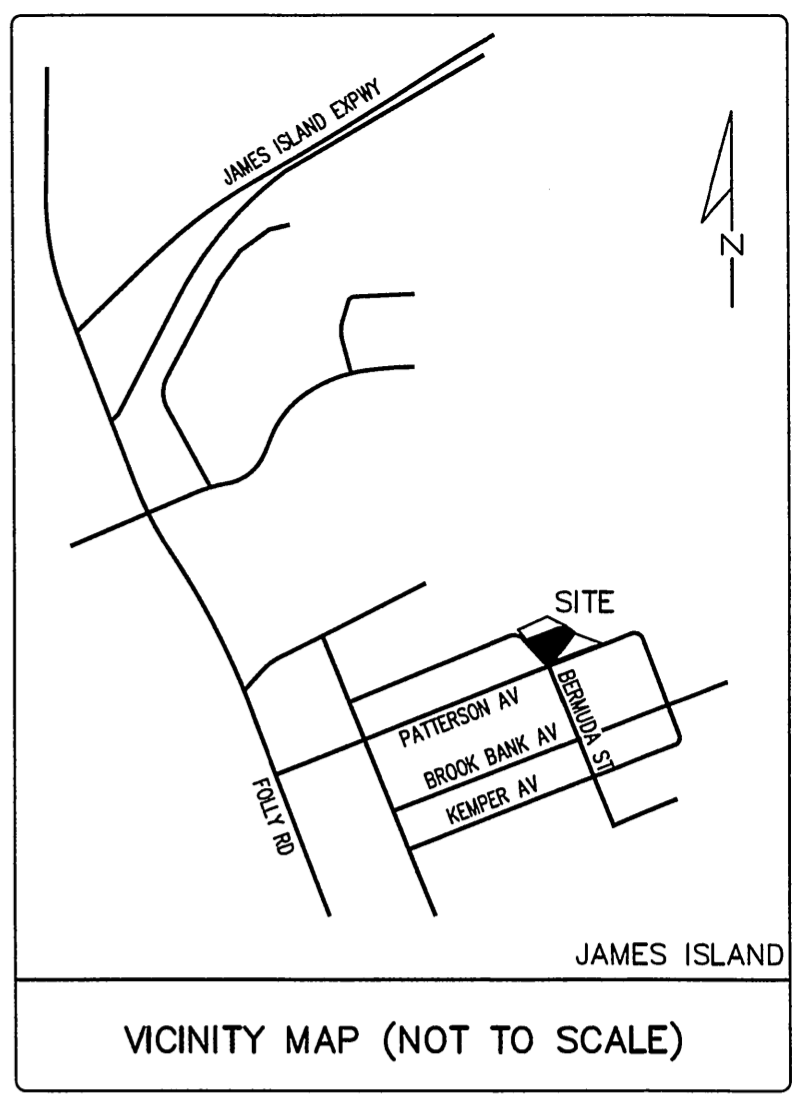 JAMES ISLAND EXPWY
N
SITE
PATTERSON AV
BERMUDA ST
BROOK BANK AV
KEMPER AV
FOLLY RD
JAMES ISLAND
VICINITY MAP (NOT TO SCALE)